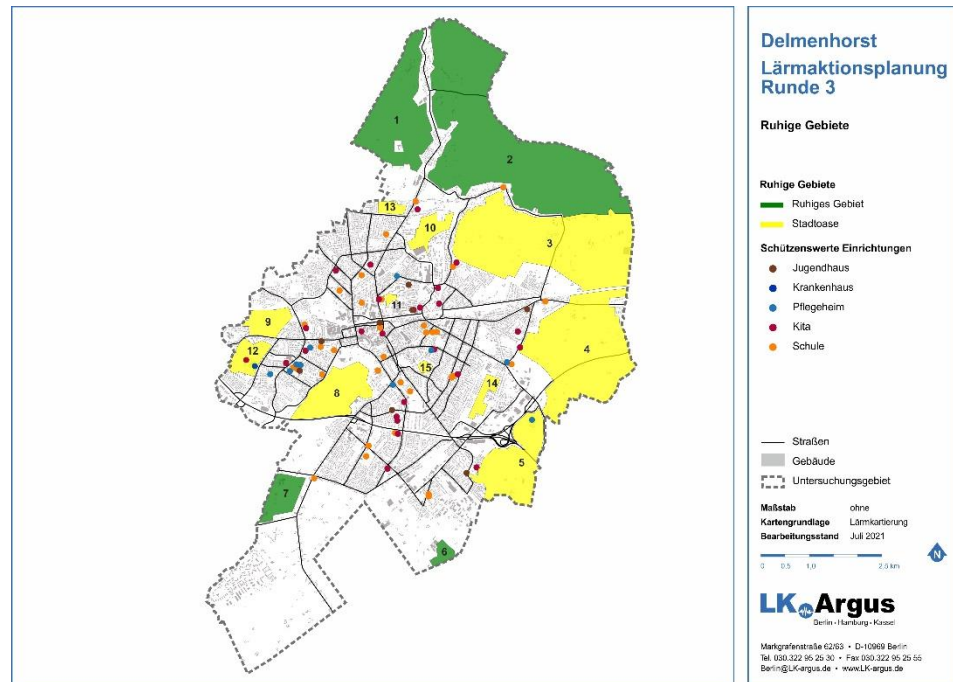 1
2
13
10
3
11
9
12
4
8
15
14
5
7
6
Delmenhorst
Lärmaktionsplanung
Runde 3
Ruhige Gebiete
Ruhige Gebiete
Ruhiges Gebiet
Stadtoase
Schützenswerte Einrichtungen
Jugendhaus
Krankenhaus
Pflegeheim
Kita
Schule
Straßen
Gebäude
Untersuchungsgebiet
Maßstab ohne
Kartengrundlage Lärmkartierung
Bearbeitungsstand Juli 2021
N
0 0,5 1,0 2,0 km
LK Argus
Berlin - Hamburg - Kassel
Markgrafenstraße 62/63 • D-10969 Berlin
Tel. 030.322 95 25 30 • Fax 030.322 95 25 55
Berlin@LK-argus.de • www.LK-argus.de